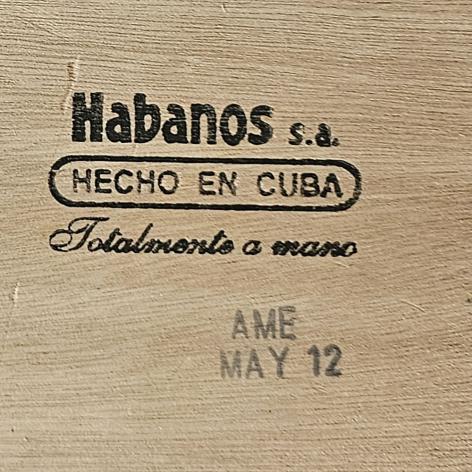 Habanos s.a.
HECHO EN CUBA
Totalmente a mano
AME
MAY 12